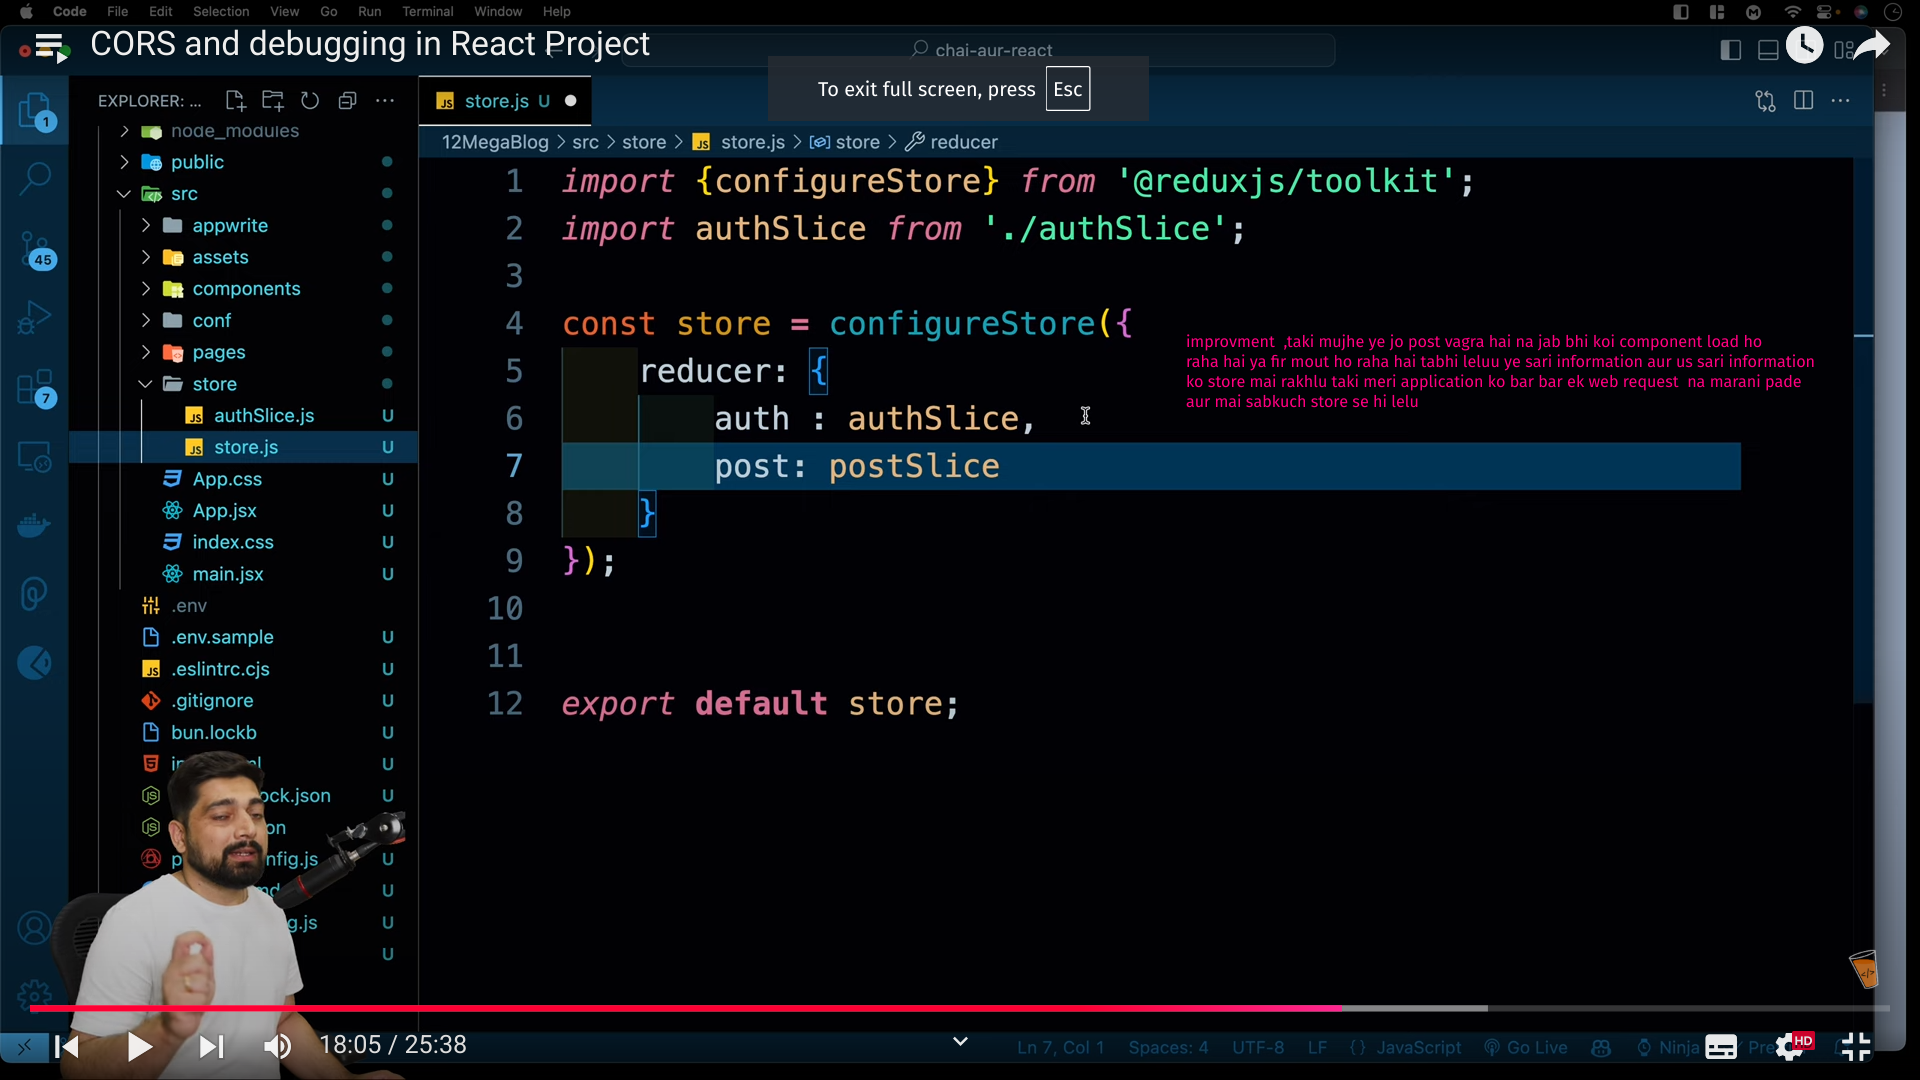 Code File Edit Selection View Go Run Terminal Window Help
CORS and debugging in React Project
chai-aur-react
To exit full screen, press Esc
EXPLORER: ...
store.js U
12MegaBlog > src > store > store.js > store > reducer
node_modules
public
src
appwrite
assets
components
conf
pages
store
authSlice.js U
store.js U
App.css U
App.jsx U
index.css U
main.jsx U
.env
.env.sample U
.eslintrc.cjs U
.gitignore U
bun.lockb U
U
ock.json U
on U
nfig.js U
U
g.js U
U
1
45
7
1 import {configureStore} from '@reduxjs/toolkit';
2 import authSlice from './authSlice';
3
4 const store = configureStore({
5 reducer: {
6 auth : authSlice,
7 post: postSlice
8 }
9 });
10
11
12 export default store;
improvment ,taki mujhe ye jo post vagra hai na jab bhi koi component load ho
raha hai ya fir mout ho raha hai tabhi leluu ye sari information aur us sari information
ko store mai rakhlu taki meri application ko bar bar ek web request na marani pade
aur mai sabkuch store se hi lelu
18:05 / 25:38
Ln 7, Col 1 Spaces: 4 UTF-8 LF {} JavaScript Go Live Ninja Pre
HD